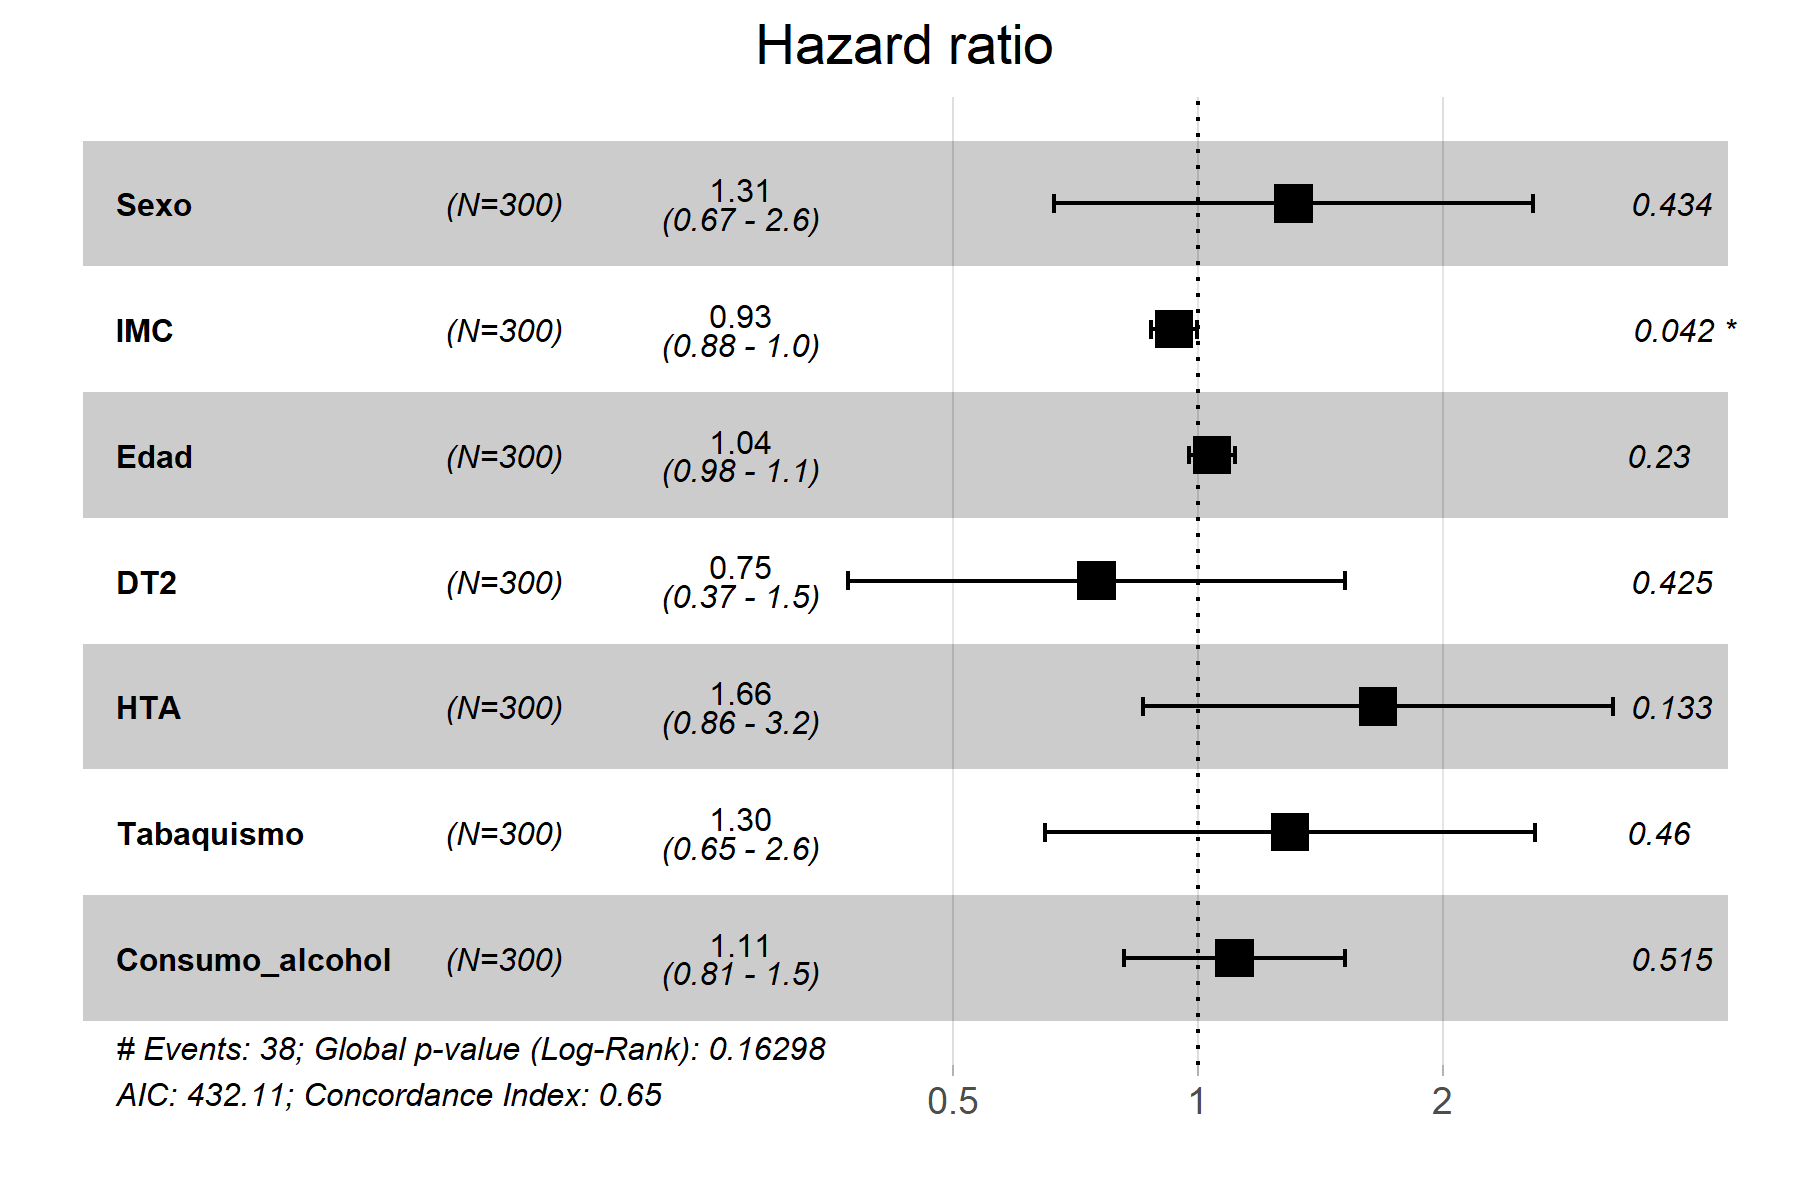 Hazard ratio
Sexo (N=300) 1.31 (0.67 - 2.6) 0.434
IMC (N=300) 0.93 (0.88 - 1.0) 0.042 *
Edad (N=300) 1.04 (0.98 - 1.1) 0.23
DT2 (N=300) 0.75 (0.37 - 1.5) 0.425
HTA (N=300) 1.66 (0.86 - 3.2) 0.133
Tabaquismo (N=300) 1.30 (0.65 - 2.6) 0.46
Consumo_alcohol (N=300) 1.11 (0.81 - 1.5) 0.515
# Events: 38; Global p-value (Log-Rank): 0.16298
AIC: 432.11; Concordance Index: 0.65
0.5 1 2